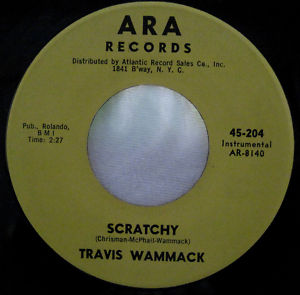 ARA
RECORDS
Distributed by Atlantic Record Sales Co., Inc.
1841 B'way, N. Y. C.
Pub., Rolando,
BMI
Time: 2:27
45-204
Instrumental
AR-8140
SCRATCHY
(Chrisman-McPhail-Wammack)
TRAVIS WAMMACK